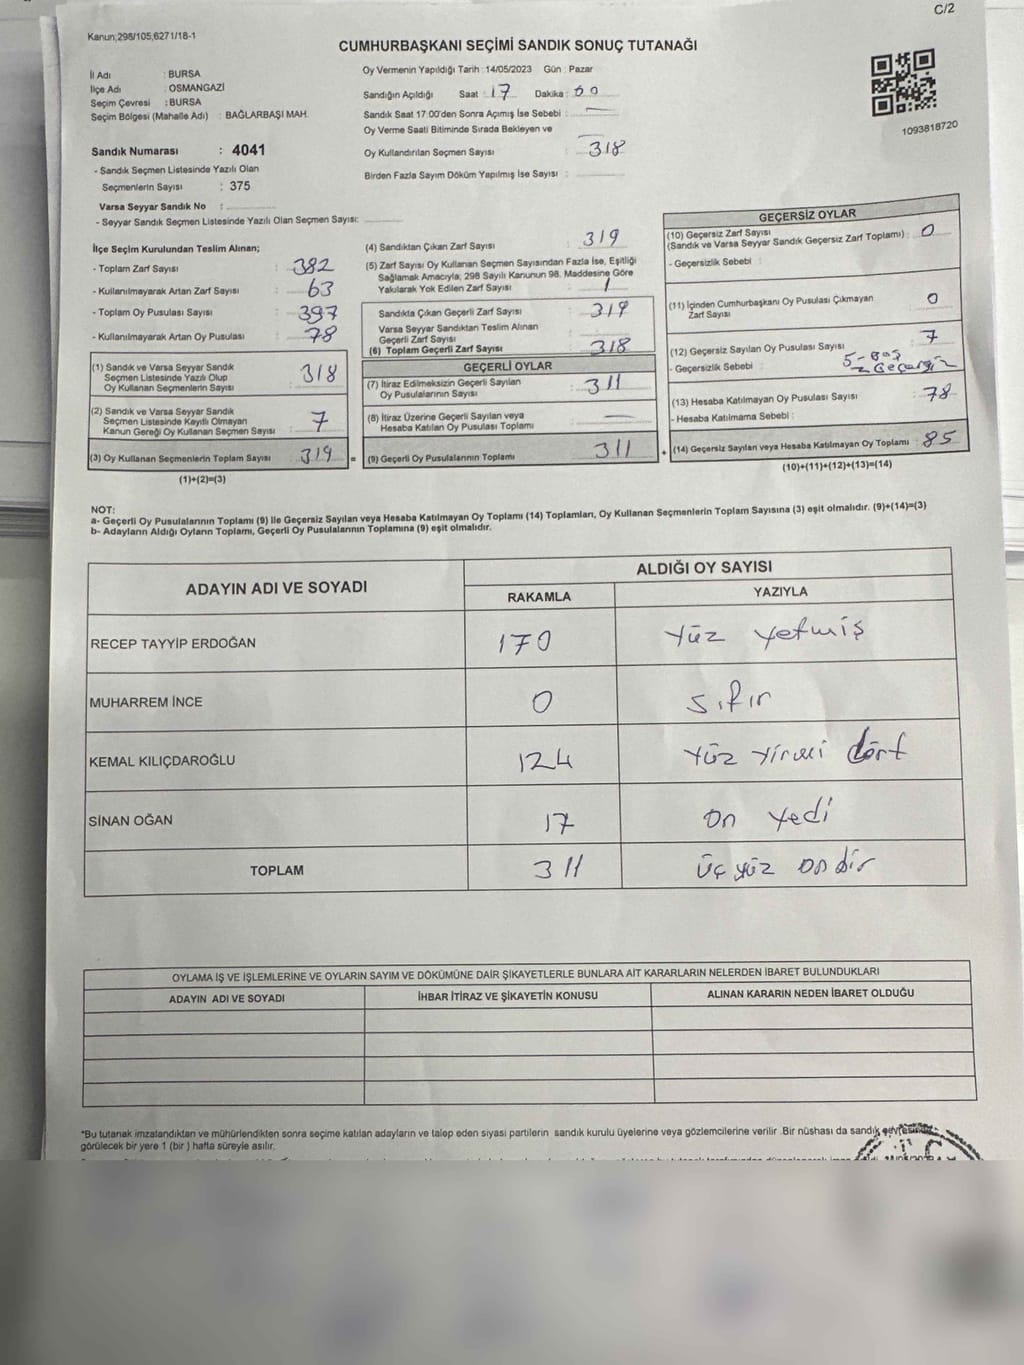 C/2
Kanun;298/105,6271/18-1
CUMHURBAŞKANI SEÇİMİ SANDIK SONUÇ TUTANAĞI
İl Adı : BURSA
İlçe Adı : OSMANGAZİ
Seçim Çevresi : BURSA
Seçim Bölgesi (Mahalle Adı) : BAĞLARBAŞI MAH.
Sandık Numarası : 4041
- Sandık Seçmen Listesinde Yazılı Olan
Seçmenlerin Sayısı : 375
Varsa Seyyar Sandık No :
- Seyyar Sandık Seçmen Listesinde Yazılı Olan Seçmen Sayısı:
Oy Vermenin Yapıldığı Tarih : 14/05/2023 Gün : Pazar
Sandığın Açıldığı Saat : 17 Dakika : 00
Sandık Saat 17:00'den Sonra Açımış İse Sebebi : —
Oy Verme Saati Bitiminde Sırada Bekleyen ve
Oy Kullandırılan Seçmen Sayısı : 318
Birden Fazla Sayım Döküm Yapılmış İse Sayısı :
1093818720
İlçe Seçim Kurulundan Teslim Alınan;
- Toplam Zarf Sayısı : 382
- Kullanılmayarak Artan Zarf Sayısı : 63
- Toplam Oy Pusulası Sayısı : 397
- Kullanılmayarak Artan Oy Pusulası : 78
(1) Sandık ve Varsa Seyyar Sandık
Seçmen Listesinde Yazılı Olup
Oy Kullanan Seçmenlerin Sayısı : 318
(2) Sandık ve Varsa Seyyar Sandık
Seçmen Listesinde Kayıtlı Olmayan
Kanun Gereği Oy Kullanan Seçmen Sayısı : 7
(3) Oy Kullanan Seçmenlerin Toplam Sayısı : 319 =
(1)+(2)=(3)
(4) Sandıktan Çıkan Zarf Sayısı : 319
(5) Zarf Sayısı Oy Kullanan Seçmen Sayısından Fazla İse, Eşitliği
Sağlamak Amacıyla, 298 Sayılı Kanunun 98. Maddesine Göre
Yakılarak Yok Edilen Zarf Sayısı : 1
Sandıkta Çıkan Geçerli Zarf Sayısı : 319
Varsa Seyyar Sandıktan Teslim Alınan
Geçerli Zarf Sayısı :
(6) Toplam Geçerli Zarf Sayısı : 318
GEÇERLİ OYLAR
(7) İtiraz Edilmeksizin Geçerli Sayılan
Oy Pusulalarının Sayısı : 311
(8) İtiraz Üzerine Geçerli Sayılan veya
Hesaba Katılan Oy Pusulası Toplamı : —
(9) Geçerli Oy Pusulalarının Toplamı : 311 +
GEÇERSİZ OYLAR
(10) Geçersiz Zarf Sayısı
(Sandık ve Varsa Seyyar Sandık Geçersiz Zarf Toplamı) : 0
- Geçersizlik Sebebi :
(11) İçinden Cumhurbaşkanı Oy Pusulası Çıkmayan
Zarf Sayısı : 0
(12) Geçersiz Sayılan Oy Pusulası Sayısı : 7
- Geçersizlik Sebebi : 5-Boş
2 Geçersiz
(13) Hesaba Katılmayan Oy Pusulası Sayısı : 78
- Hesaba Katılmama Sebebi :
(14) Geçersiz Sayılan veya Hesaba Katılmayan Oy Toplamı : 85
(10)+(11)+(12)+(13)=(14)
NOT:
a- Geçerli Oy Pusulalarının Toplamı (9) ile Geçersiz Sayılan veya Hesaba Katılmayan Oy Toplamı (14) Toplamları, Oy Kullanan Seçmenlerin Toplam Sayısına (3) eşit olmalıdır. (9)+(14)=(3)
b- Adayların Aldığı Oyların Toplamı, Geçerli Oy Pusulalarının Toplamına (9) eşit olmalıdır.
ADAYIN ADI VE SOYADI ALDIĞI OY SAYISI
RAKAMLA YAZIYLA
RECEP TAYYİP ERDOĞAN 170 Yüz yetmiş
MUHARREM İNCE 0 sıfır
KEMAL KILIÇDAROĞLU 124 Yüz Yirmi dört
SİNAN OĞAN 17 On Yedi
TOPLAM 311 üç yüz on bir
OYLAMA İŞ VE İŞLEMLERİNE VE OYLARIN SAYIM VE DÖKÜMÜNE DAİR ŞİKAYETLERLE BUNLARA AİT KARARLARIN NELERDEN İBARET BULUNDUKLARI
ADAYIN ADI VE SOYADI İHBAR İTİRAZ VE ŞİKAYETİN KONUSU ALINAN KARARIN NEDEN İBARET OLDUĞU
*Bu tutanak imzalandıktan ve mühürlendikten sonra seçime katılan adayların ve talep eden siyasi partilerin sandık kurulu üyelerine veya gözlemcilerine verilir. Bir nüshası da sandık çevresinde
görülecek bir yere 1 (bir) hafta süreyle asılır.